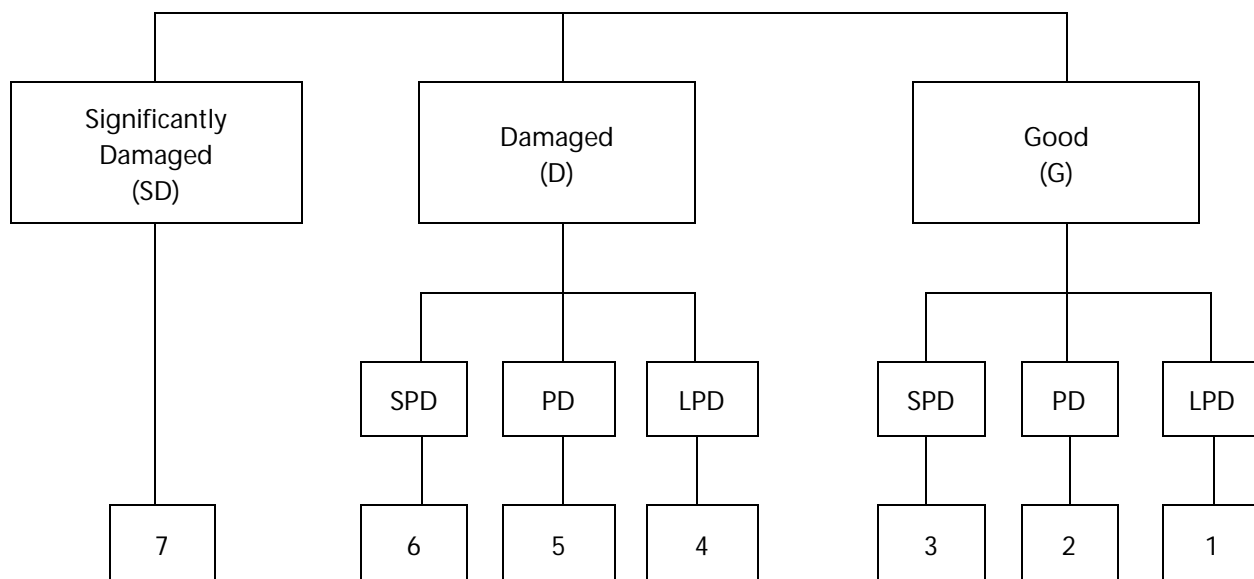 Significantly
Damaged
(SD)
Damaged
(D)
Good
(G)
SPD
PD
LPD
SPD
PD
LPD
7
6
5
4
3
2
1